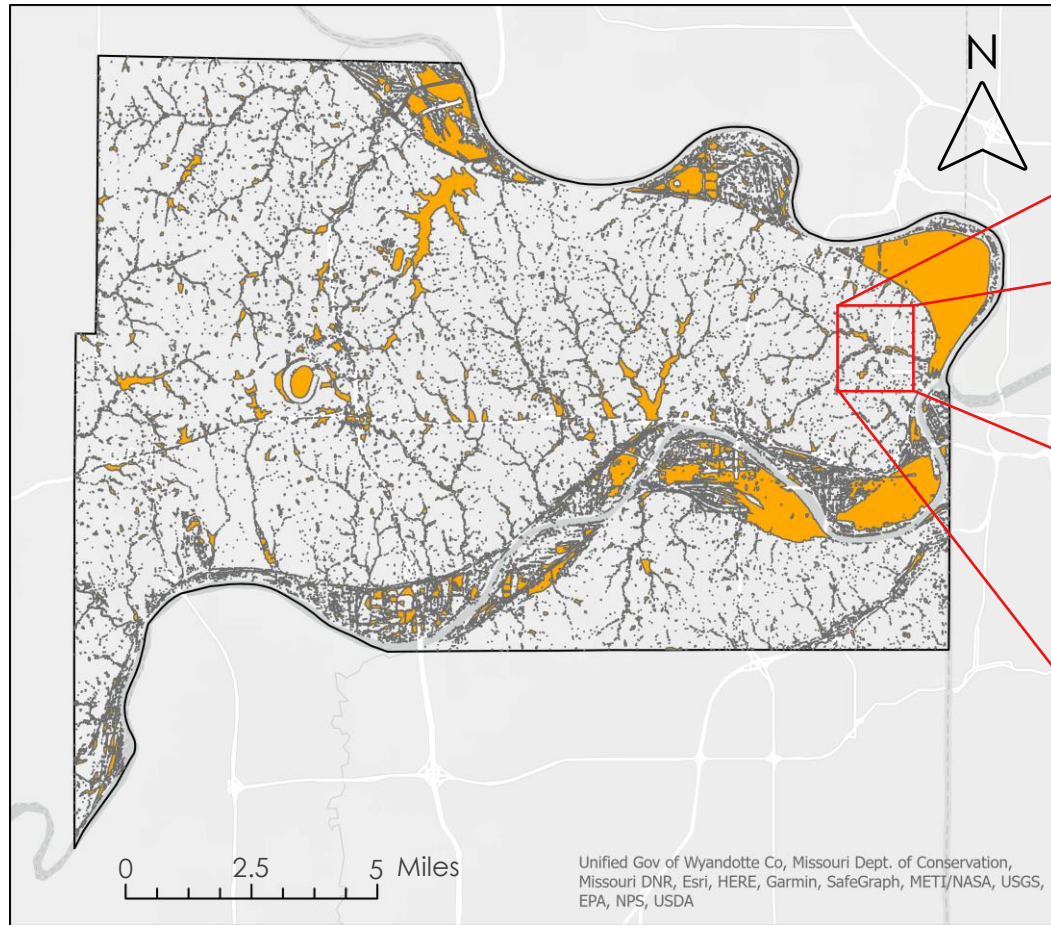 N
0 2.5 5 Miles
Unified Gov of Wyandotte Co, Missouri Dept. of Conservation,
Missouri DNR, Esri, HERE, Garmin, SafeGraph, METI/NASA, USGS,
EPA, NPS, USDA